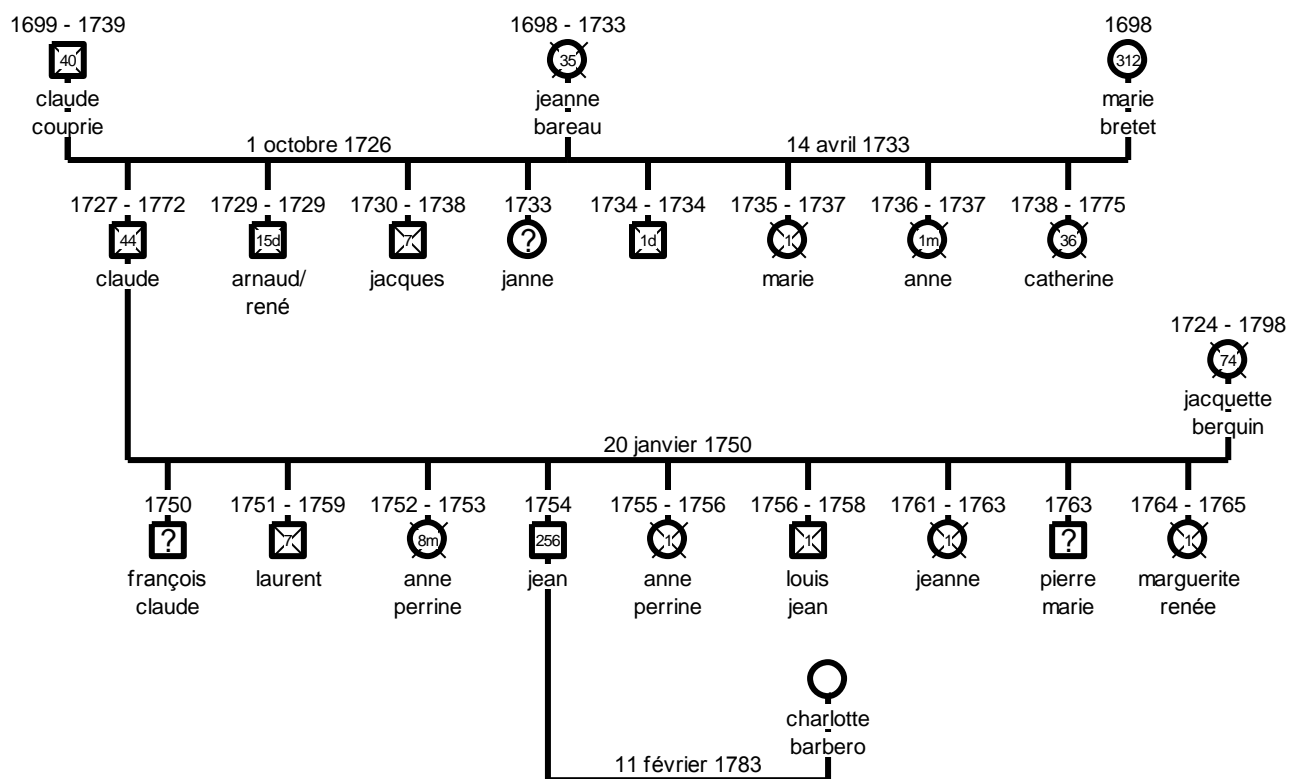 1699 - 1739
1698 - 1733
1698
40
35
312
claude
couprie
jeanne
bareau
marie
bretet
1 octobre 1726
14 avril 1733
1727 - 1772
1729 - 1729
1730 - 1738
1733
1734 - 1734
1735 - 1737
1736 - 1737
1738 - 1775
44
15d
7
?
1d
1
1m
36
claude
arnaud/
rené
jacques
janne
marie
anne
catherine
1724 - 1798
74
jacquette
berquin
20 janvier 1750
1750
1751 - 1759
1752 - 1753
1754
1755 - 1756
1756 - 1758
1761 - 1763
1763
1764 - 1765
?
7
8m
256
1
1
1
?
1
françois
claude
laurent
anne
perrine
jean
anne
perrine
louis
jean
jeanne
pierre
marie
marguerite
renée
charlotte
barbero
11 février 1783